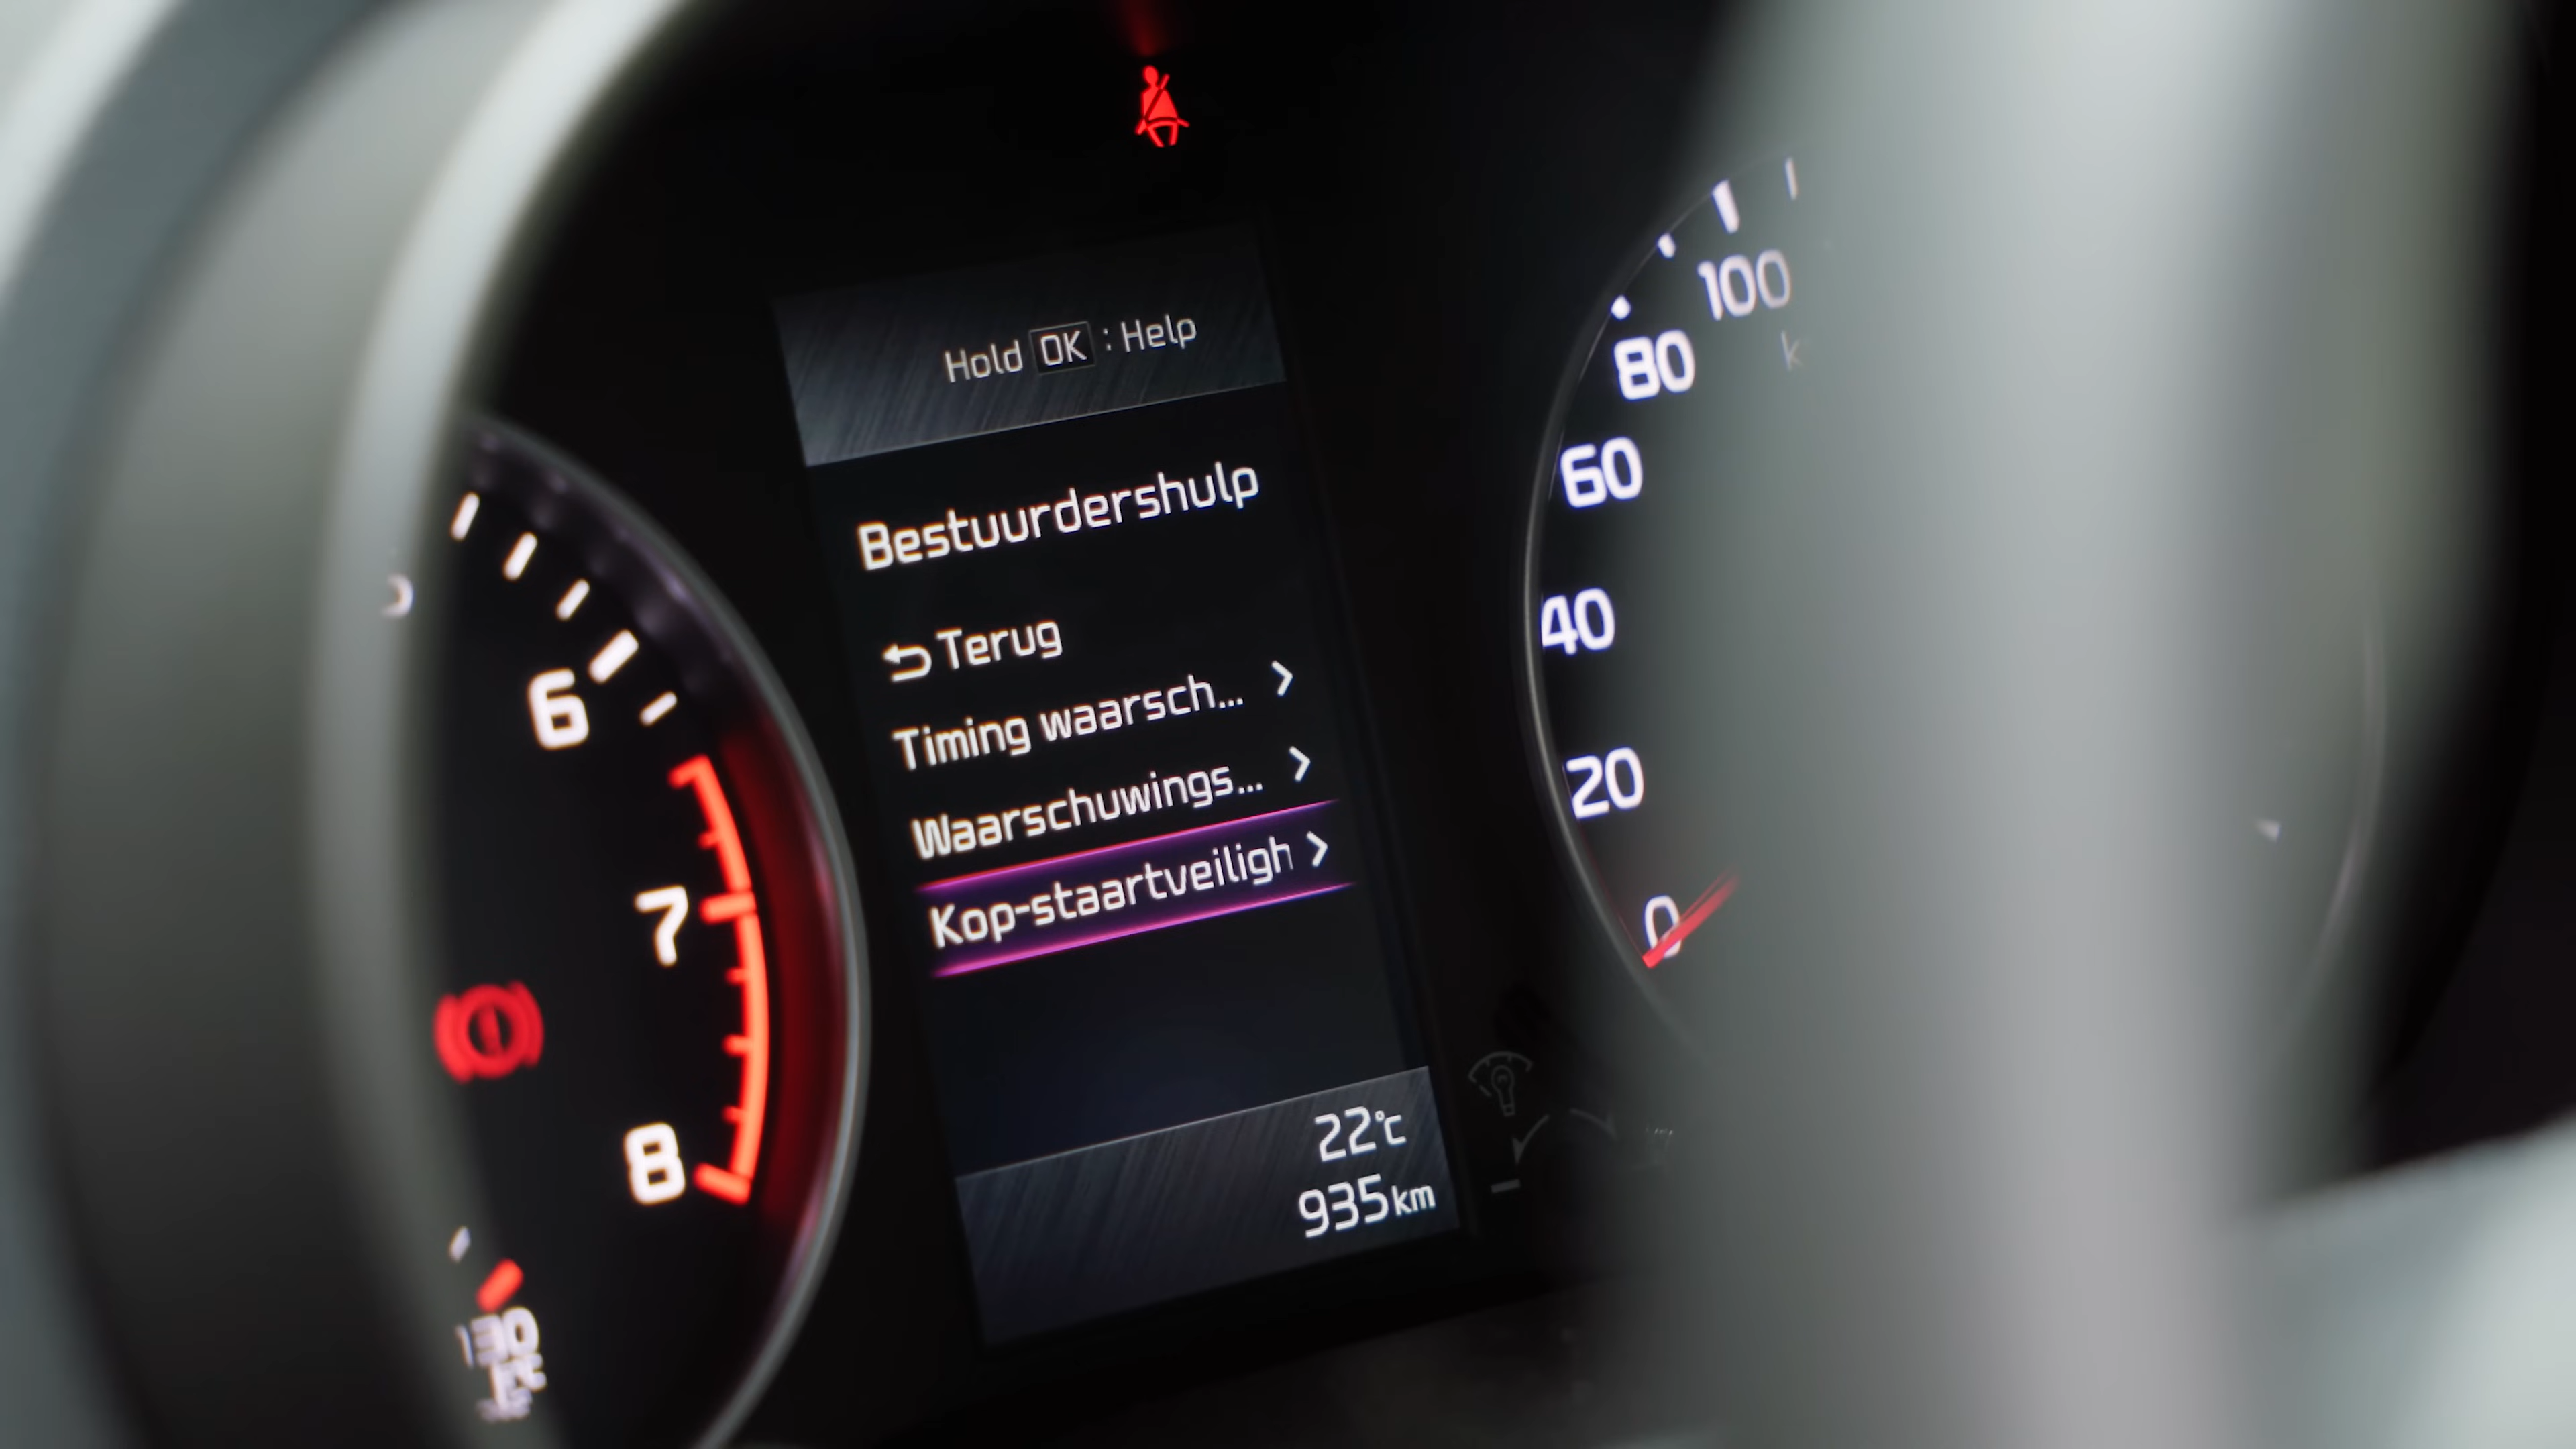 Hold OK : Help
Bestuurdershulp
Terug
Timing waarsch...
Waarschuwings...
Kop-staartveiligh
22°C
935km
6
7
8
130
100
80
60
40
20
0